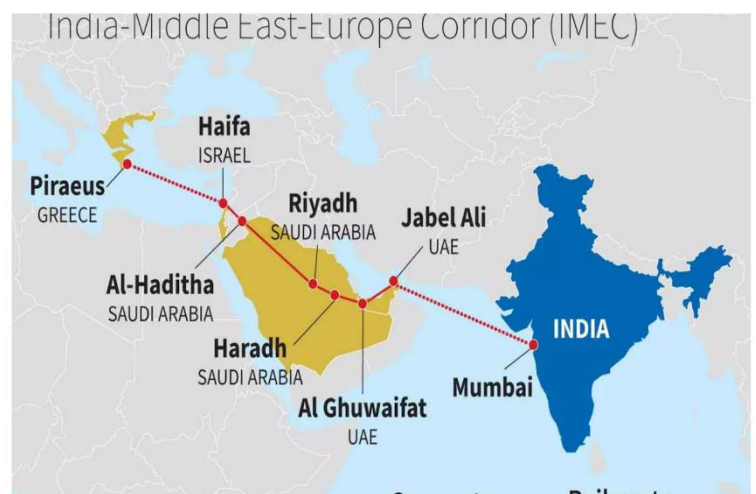 India-Middle East-Europe Corridor (IMEC)
Haifa
ISRAEL
Piraeus
GREECE
Riyadh
SAUDI ARABIA
Jabel Ali
UAE
Al-Haditha
SAUDI ARABIA
INDIA
Haradh
SAUDI ARABIA
Mumbai
Al Ghuwaifat
UAE